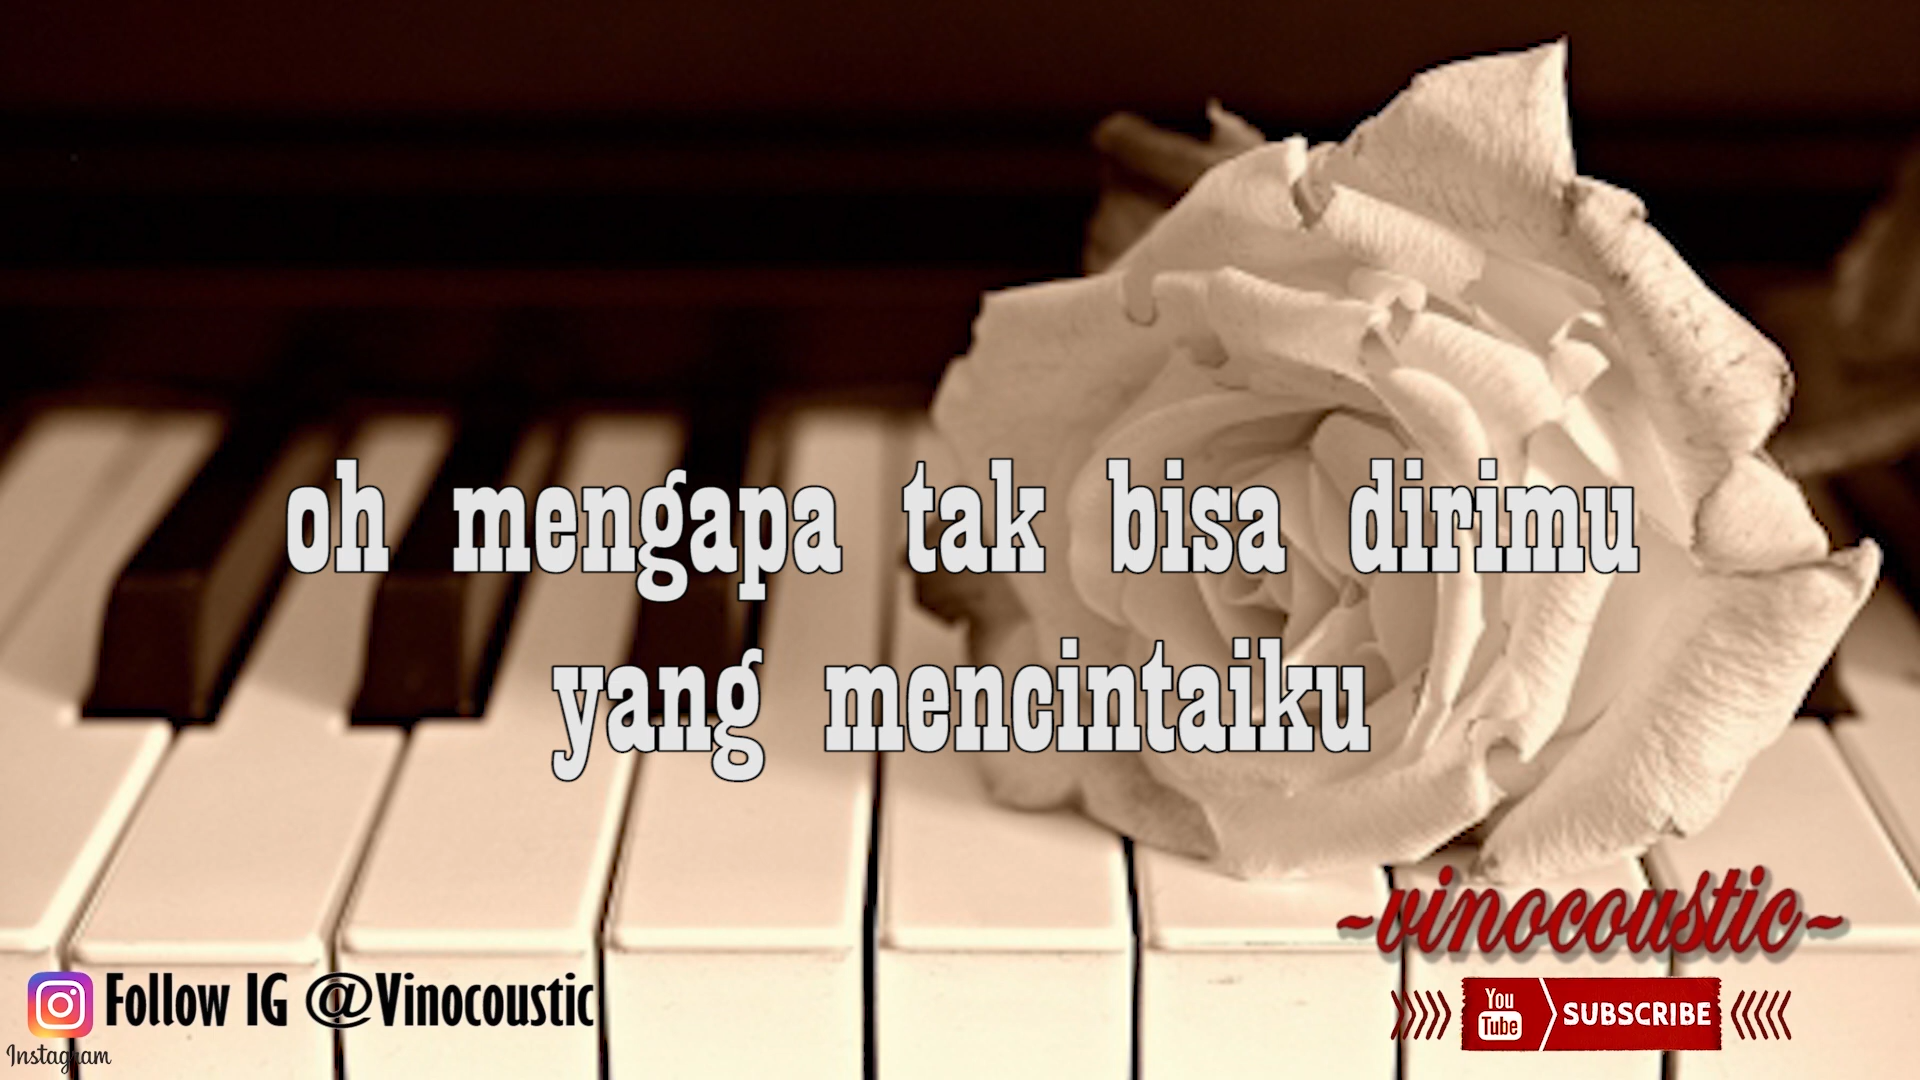 oh mengapa tak bisa dirimu
yang mencintaiku
~vinocoustic~
Follow IG @Vinocoustic
You
Tube
SUBSCRIBE
Instagram